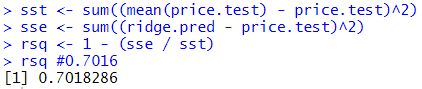 > sst <- sum((mean(price.test) - price.test)^2)
> sse <- sum((ridge.pred - price.test)^2)
> rsq <- 1 - (sse / sst)
> rsq #0.7016
[1] 0.7018286